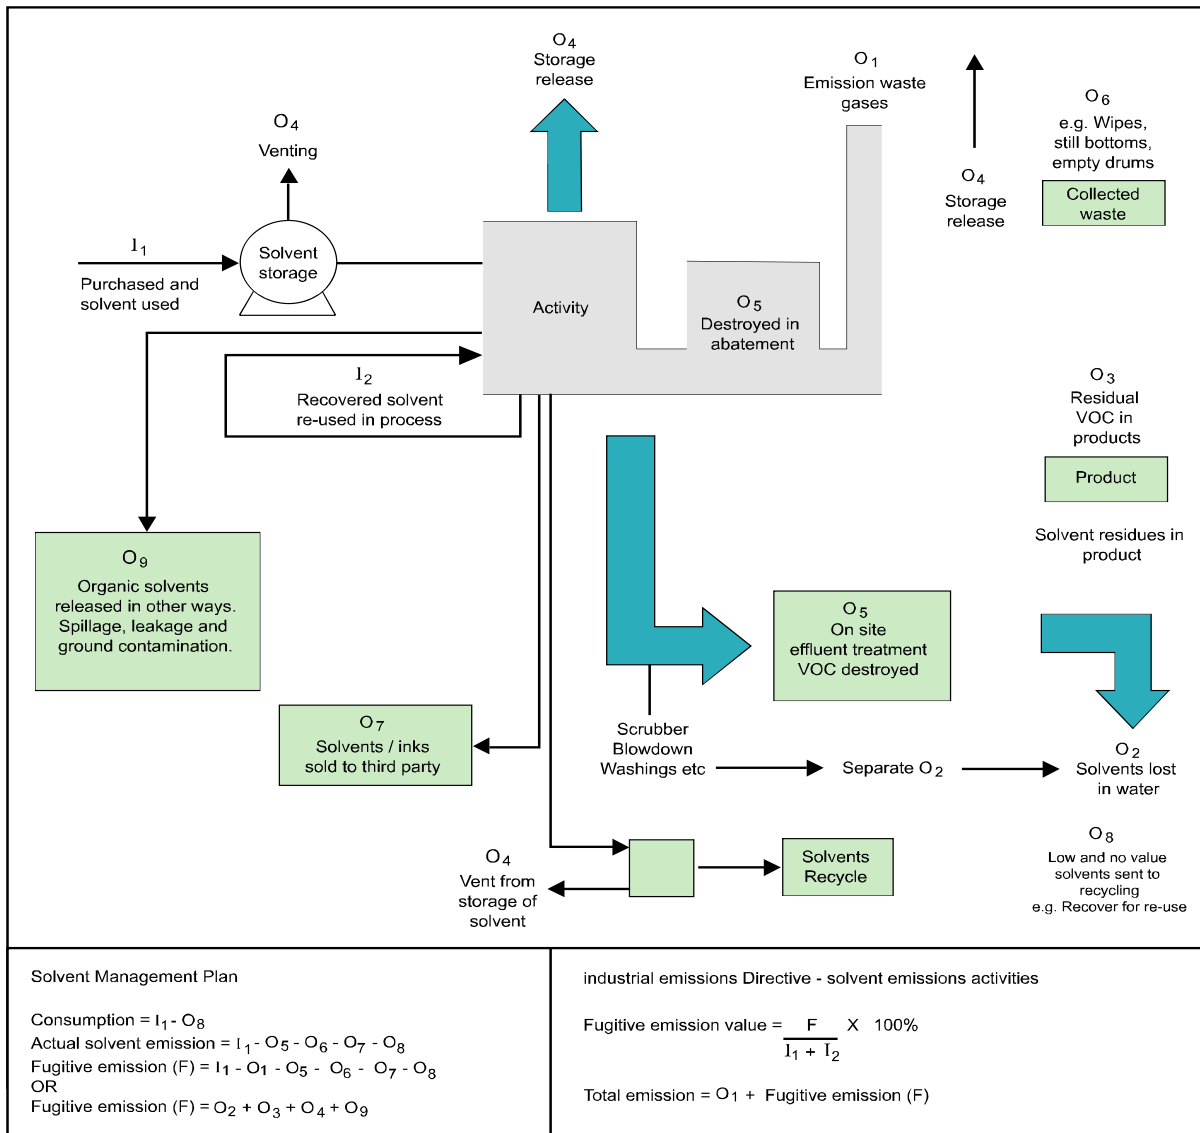 O4
Storage
release
O1
Emission waste
gases
O4
Storage
release
O6
e.g. Wipes,
still bottoms,
empty drums
Collected
waste
O4
Venting
I1
Purchased and
solvent used
Solvent
storage
Activity
O5
Destroyed in
abatement
I2
Recovered solvent
re-used in process
O3
Residual
VOC in
products
Product
Solvent residues in
product
O9
Organic solvents
released in other ways.
Spillage, leakage and
ground contamination.
O5
On site
effluent treatment
VOC destroyed
O7
Solvents / inks
sold to third party
Scrubber
Blowdown
Washings etc
Separate O2
O2
Solvents lost
in water
O4
Vent from
storage of
solvent
Solvents
Recycle
O8
Low and no value
solvents sent to
recycling
e.g. Recover for re-use
Solvent Management Plan
Consumption = I1 - O8
Actual solvent emission = I1 - O5 - O6 - O7 - O8
Fugitive emission (F) = I1 - O1 - O5 - O6 - O7 - O8
OR
Fugitive emission (F) = O2 + O3 + O4 + O9
industrial emissions Directive - solvent emissions activities
Fugitive emission value = F X 100%
I1 + I2
Total emission = O1 + Fugitive emission (F)